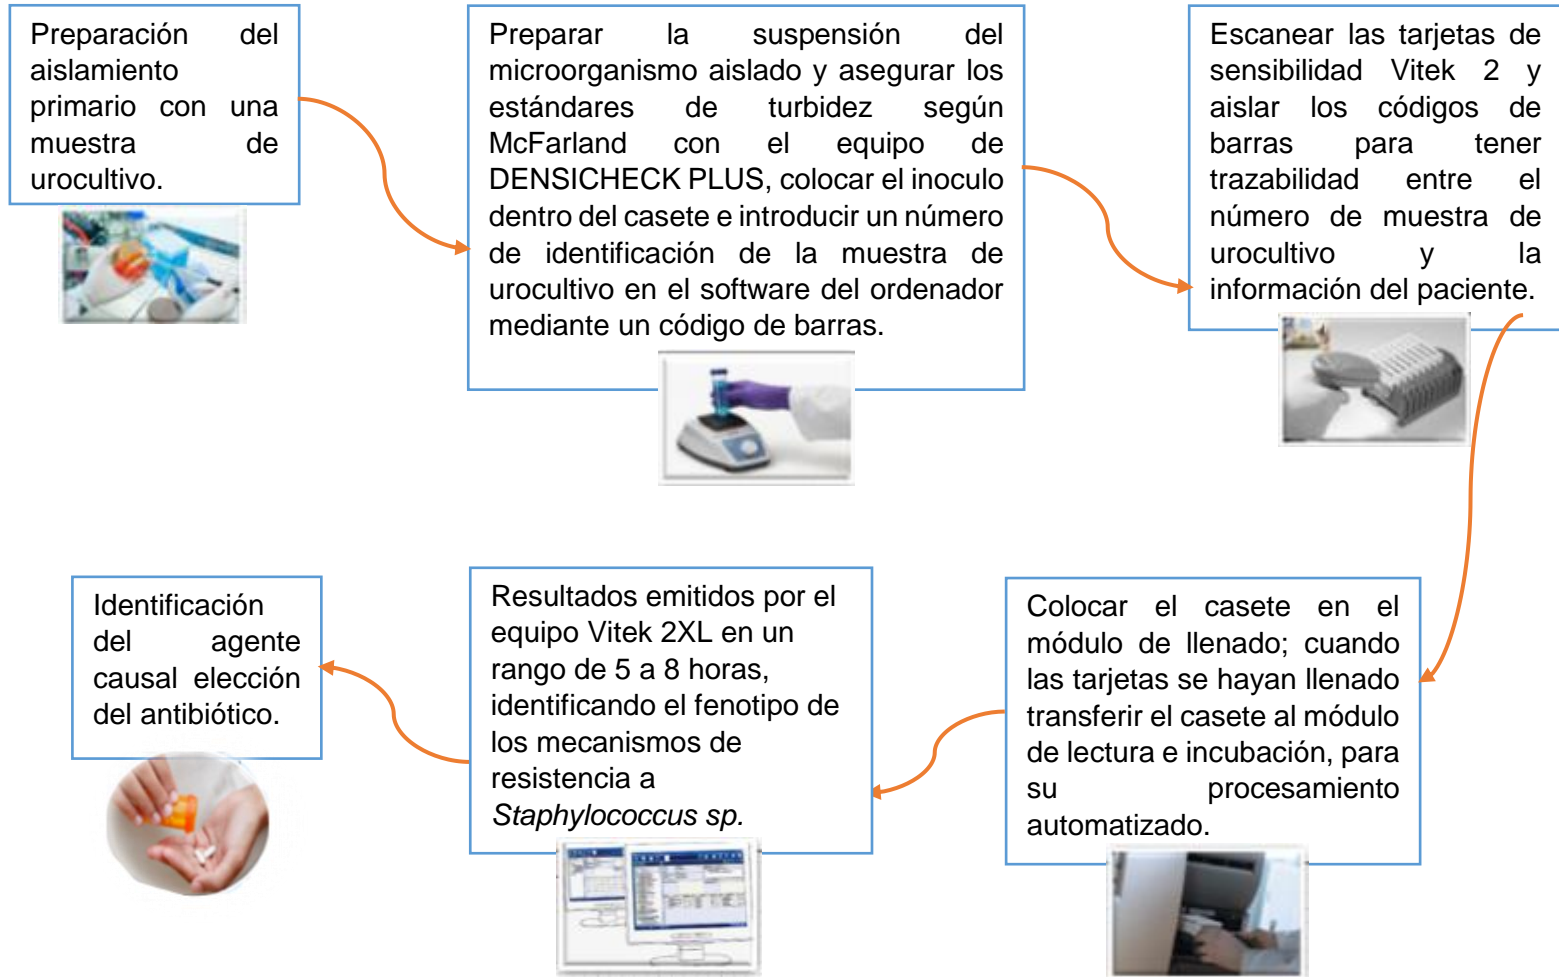 Preparación del
aislamiento
primario con una
muestra de
urocultivo.
Preparar la suspensión del
microorganismo aislado y asegurar los
estándares de turbidez según
McFarland con el equipo de
DENSICHECK PLUS, colocar el inoculo
dentro del casete e introducir un número
de identificación de la muestra de
urocultivo en el software del ordenador
mediante un código de barras.
Escanear las tarjetas de
sensibilidad Vitek 2 y
aislar los códigos de
barras para tener
trazabilidad entre el
número de muestra de
urocultivo y la
información del paciente.
Colocar el casete en el
módulo de llenado; cuando
las tarjetas se hayan llenado
transferir el casete al módulo
de lectura e incubación, para
su procesamiento
automatizado.
Resultados emitidos por el
equipo Vitek 2XL en un
rango de 5 a 8 horas,
identificando el fenotipo de
los mecanismos de
resistencia a
Staphylococcus sp.
Identificación
del agente
causal elección
del antibiótico.